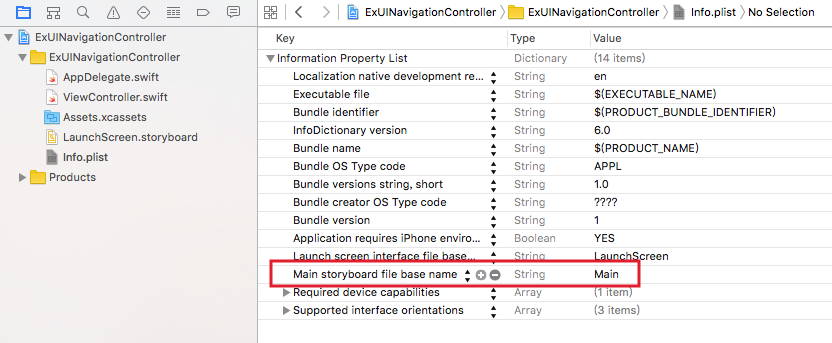 ExUINavigationController
ExUINavigationController
AppDelegate.swift
ViewController.swift
Assets.xcassets
LaunchScreen.storyboard
Info.plist
Products
ExUINavigationController ExUINavigationController Info.plist No Selection
Key Type Value
Information Property List Dictionary (14 items)
Localization native development re... String en
Executable file String $(EXECUTABLE_NAME)
Bundle identifier String $(PRODUCT_BUNDLE_IDENTIFIER)
InfoDictionary version String 6.0
Bundle name String $(PRODUCT_NAME)
Bundle OS Type code String APPL
Bundle versions string, short String 1.0
Bundle creator OS Type code String ????
Bundle version String 1
Application requires iPhone enviro... Boolean YES
Launch screen interface file base... String LaunchScreen
Main storyboard file base name String Main
Required device capabilities Array (1 item)
Supported interface orientations Array (3 items)